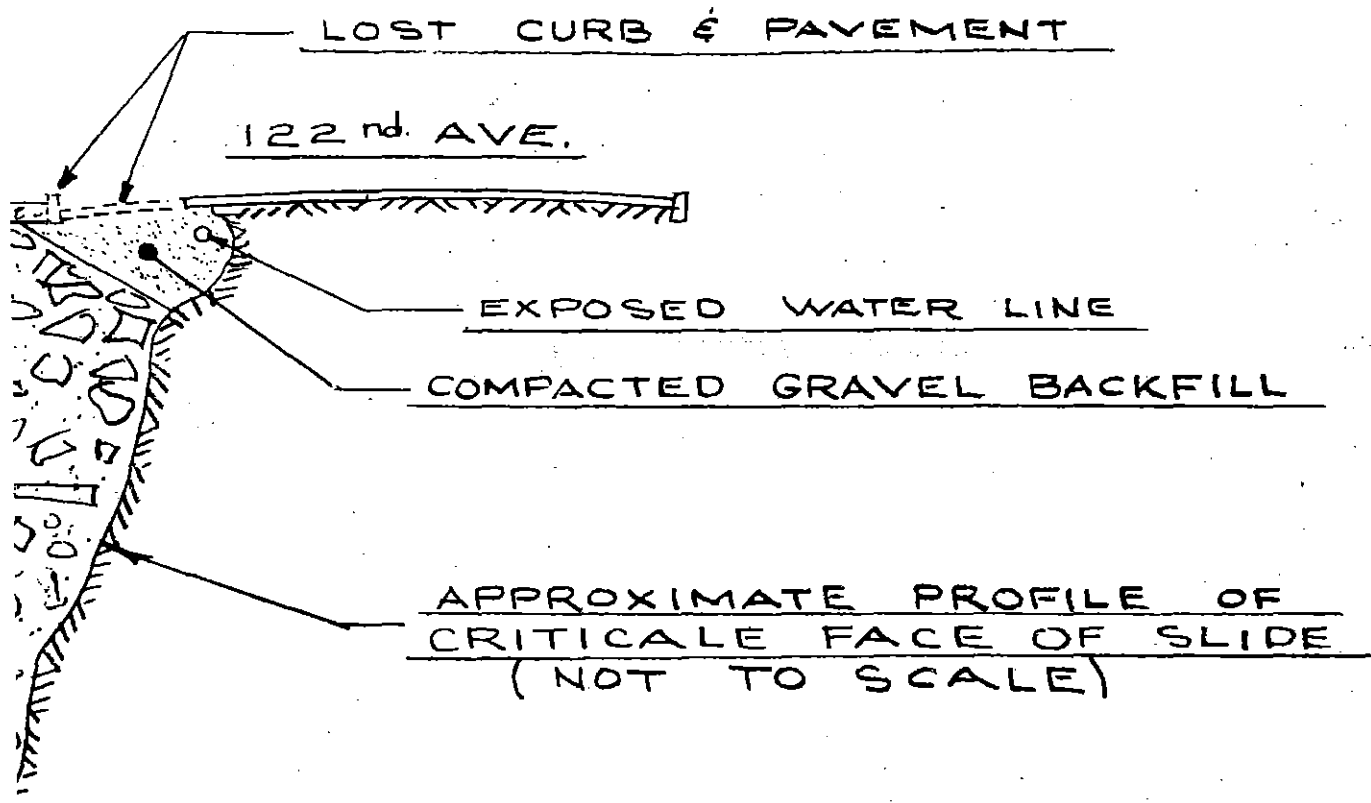 LOST CURB & PAVEMENT
122nd. AVE.
EXPOSED WATER LINE
COMPACTED GRAVEL BACKFILL
APPROXIMATE PROFILE OF
CRITICALE FACE OF SLIDE
(NOT TO SCALE)